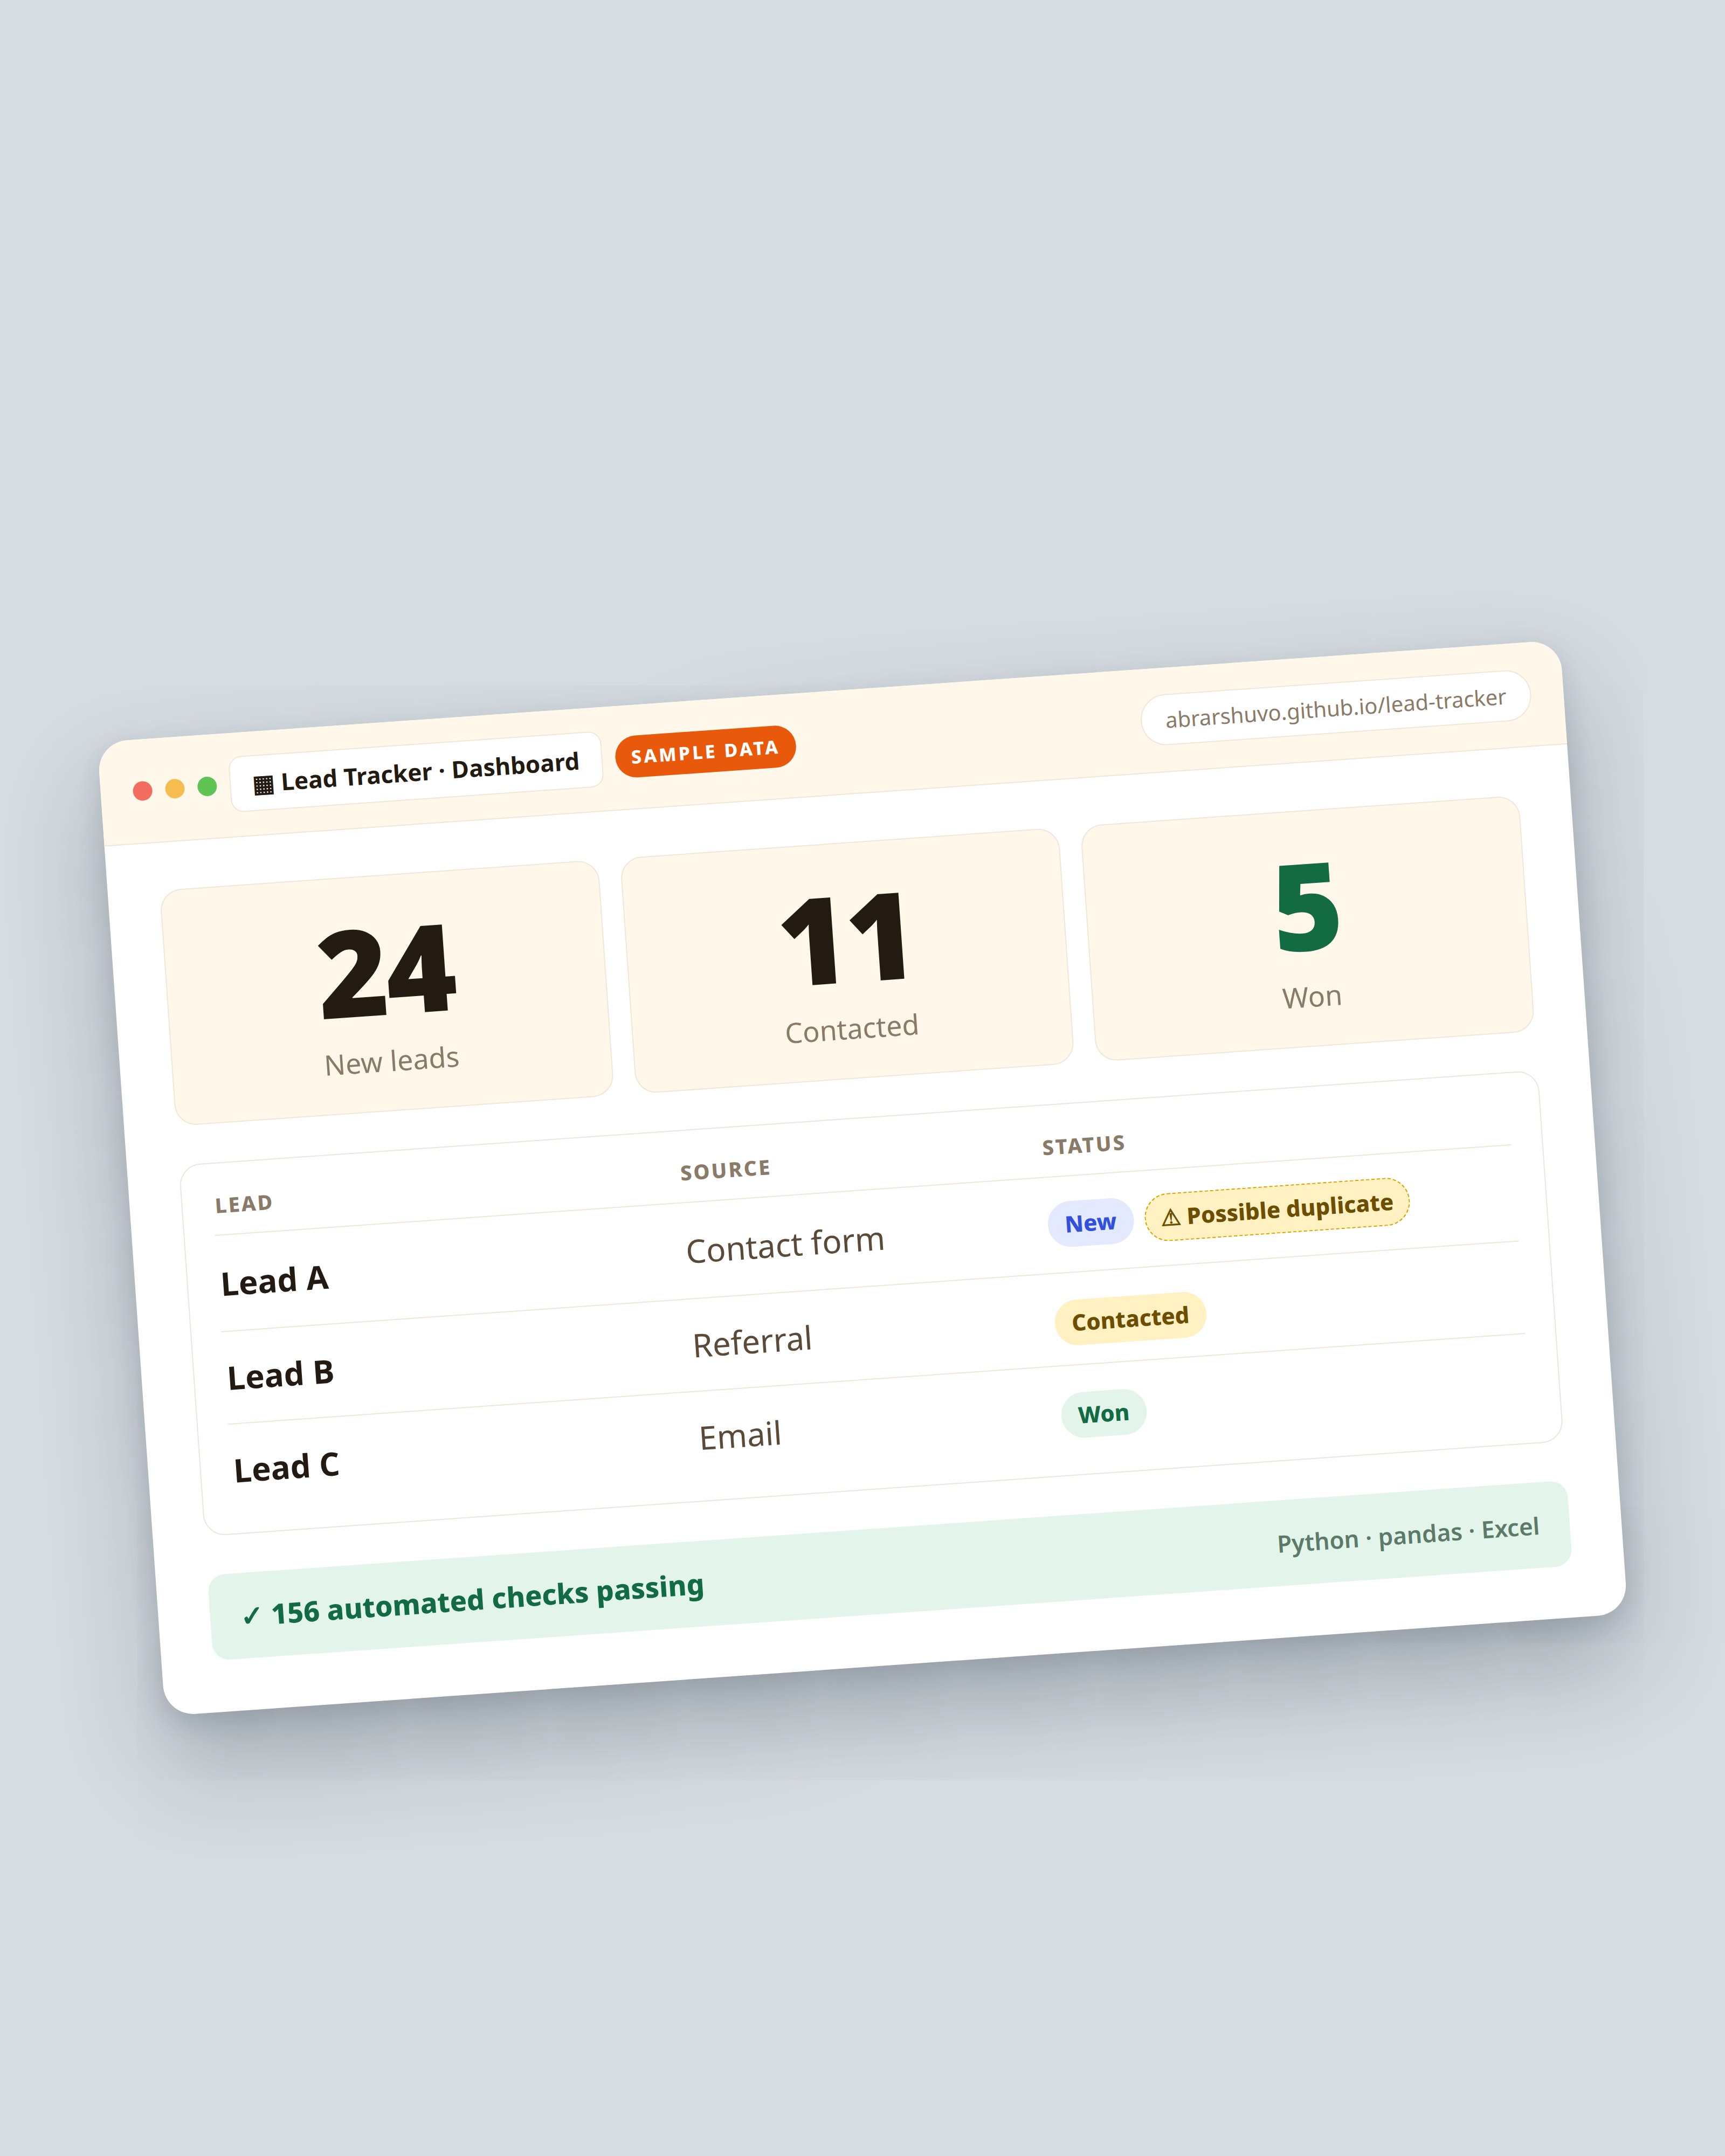 ▦ Lead Tracker · Dashboard
SAMPLE DATA
abrarshuvo.github.io/lead-tracker
24
New leads
11
Contacted
5
Won
LEAD SOURCE STATUS
Lead A Contact form New ⚠ Possible duplicate
Lead B Referral Contacted
Lead C Email Won
✓ 156 automated checks passing
Python · pandas · Excel